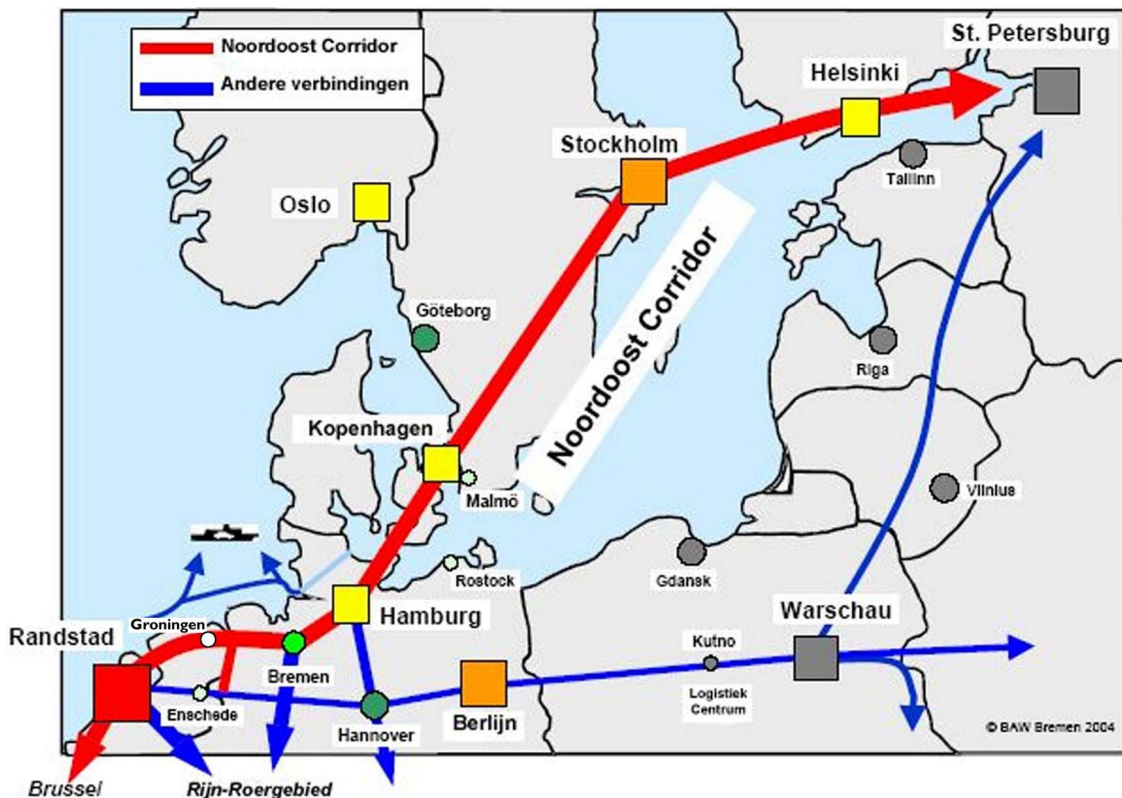 Noordoost Corridor
Andere verbindingen
St. Petersburg
Helsinki
Stockholm
Tallinn
Oslo
Göteborg
Riga
Noordoost Corridor
Kopenhagen
Malmö
Vilnius
Rostock
Gdansk
Hamburg
Warschau
Groningen
Randstad
Kutno
Bremen
Enschede
Logistiek
Centrum
Hannover
Berlijn
© BAW Bremen 2004
Brussel
Rijn-Roergebied